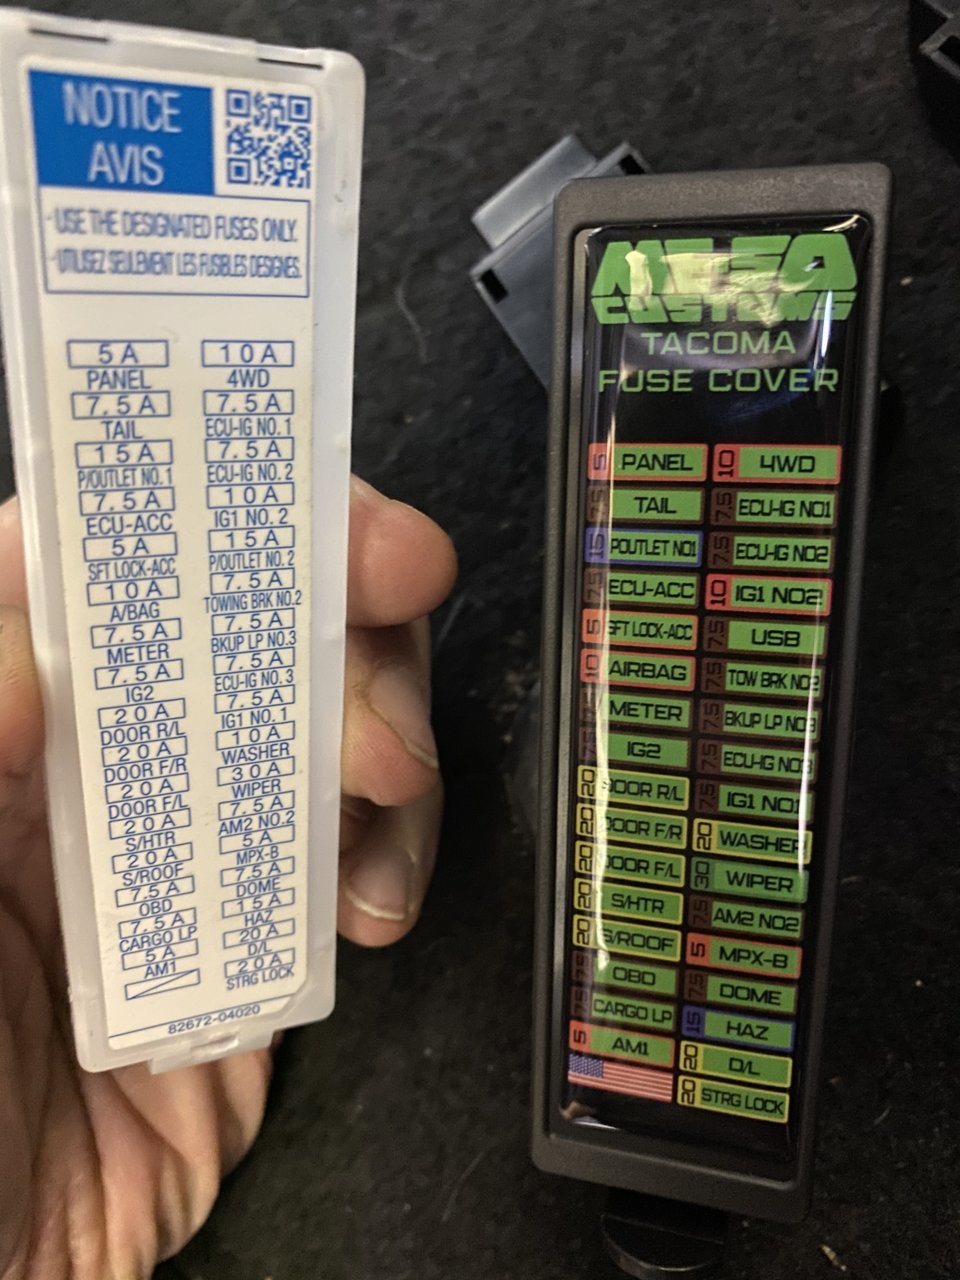 NOTICE
AVIS
-USE THE DESIGNATED FUSES ONLY.
-UTILISEZ SEULEMENT LES FUSIBLES DESIGNES.
5 A
PANEL
7.5 A
TAIL
15 A
P/OUTLET NO.1
7.5 A
ECU-ACC
5 A
SFT LOCK-ACC
10 A
A/BAG
7.5 A
METER
7.5 A
IG2
20 A
DOOR R/L
20 A
DOOR F/R
20 A
DOOR F/L
20 A
S/HTR
20 A
S/ROOF
7.5 A
OBD
7.5 A
CARGO LP
5 A
AM1
10 A
4WD
7.5 A
ECU-IG NO.1
7.5 A
ECU-IG NO.2
10 A
IG1 NO.2
15 A
P/OUTLET NO.2
7.5 A
TOWING BRK NO.2
7.5 A
BKUP LP NO.3
7.5 A
ECU-IG NO.3
7.5 A
IG1 NO.1
10 A
WASHER
30 A
WIPER
7.5 A
AM2 NO.2
5 A
MPX-B
7.5 A
DOME
15 A
HAZ
20 A
D/L
20 A
STRG LOCK
82672-04020
MESO
CUSTOMS
TACOMA
FUSE COVER
5 PANEL
7.5 TAIL
15 POUTLET NO1
7.5 ECU-ACC
5 SFT LOCK-ACC
10 AIRBAG
7.5 METER
7.5 IG2
20 DOOR R/L
20 DOOR F/R
20 DOOR F/L
20 S/HTR
20 S/ROOF
7.5 OBD
7.5 CARGO LP
5 AM1
10 4WD
7.5 ECU-IG NO1
7.5 ECU-IG NO2
10 IG1 NO2
7.5 USB
7.5 TOW BRK NO2
7.5 BKUP LP NO3
7.5 ECU-IG NO3
7.5 IG1 NO1
20 WASHER
30 WIPER
7.5 AM2 NO2
5 MPX-B
7.5 DOME
15 HAZ
20 D/L
20 STRG LOCK